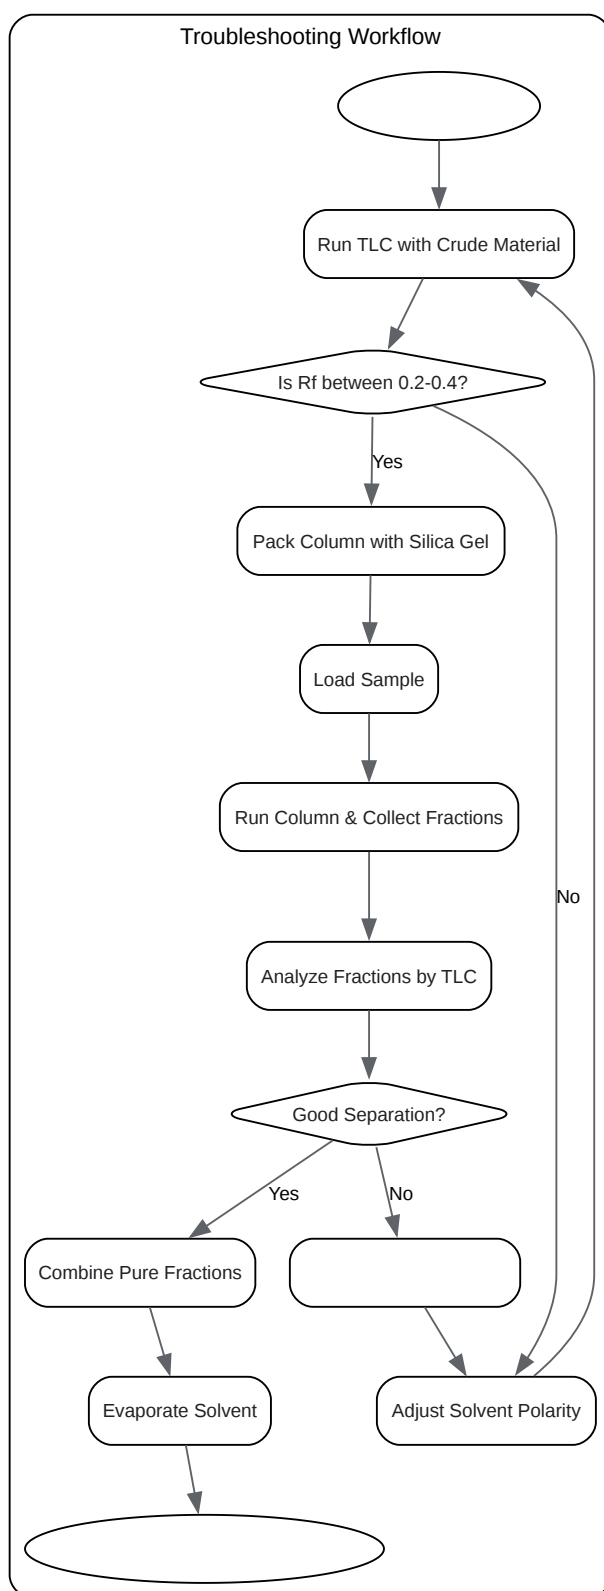 Troubleshooting Workflow
Run TLC with Crude Material
Is Rf between 0.2-0.4?
Yes
Pack Column with Silica Gel
Load Sample
Run Column & Collect Fractions
No
Analyze Fractions by TLC
Good Separation?
Yes
No
Combine Pure Fractions
Evaporate Solvent
Adjust Solvent Polarity